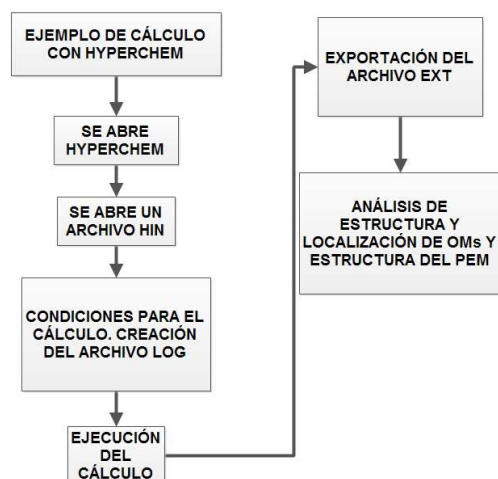 EJEMPLO DE CÁLCULO
CON HYPERCHEM
SE ABRE
HYPERCHEM
SE ABRE UN
ARCHIVO HIN
CONDICIONES PARA EL
CÁLCULO. CREACIÓN
DEL ARCHIVO LOG
EJECUCIÓN
DEL
CÁLCULO
EXPORTACIÓN DEL
ARCHIVO EXT
ANÁLISIS DE
ESTRUCTURA Y
LOCALIZACIÓN DE OMs Y
ESTRUCTURA DEL PEM